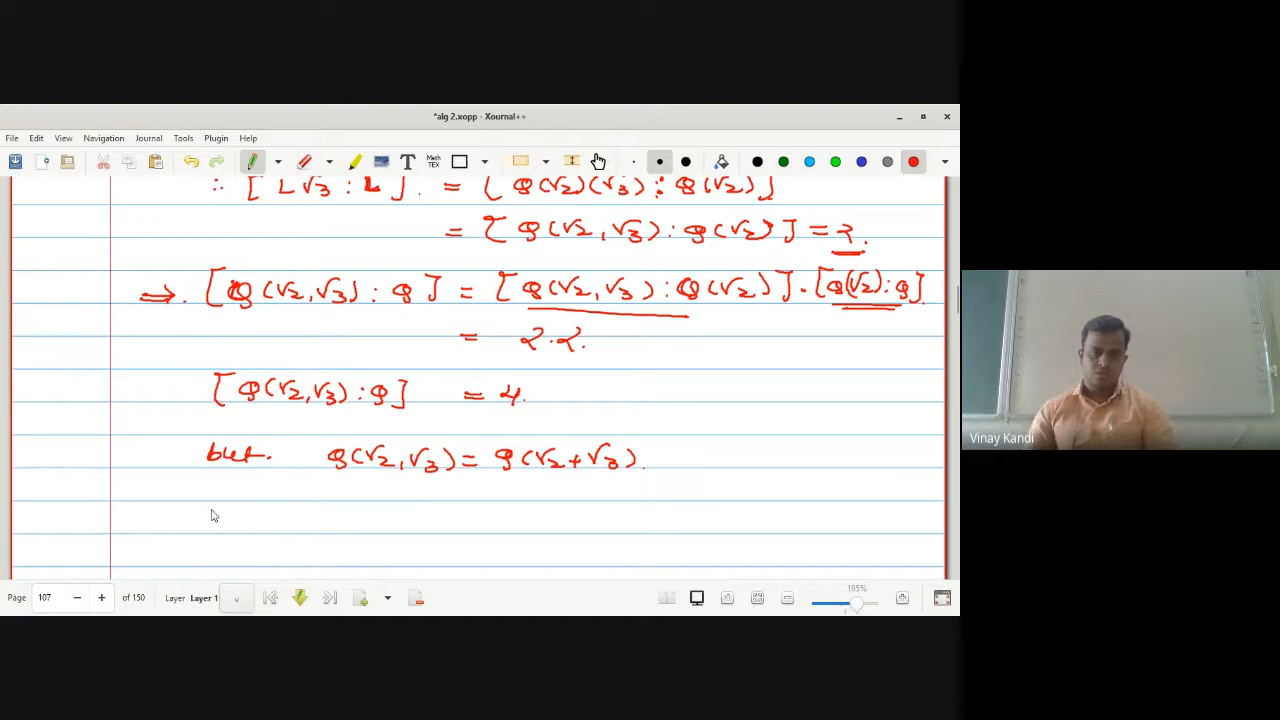 *alg 2.xopp - Xournal++
File Edit View Navigation Journal Tools Plugin Help
∴ [L√3 : L]. = [Q(√2)(√3) : Q(√2)]
= [Q(√2,√3) : Q(√2)] = 2.
⇒. [Q(√2,√3) : Q] = [Q(√2,√3) : Q(√2)] . [Q(√2) : Q].
= 2.2.
[Q(√2,√3) : Q] = 4.
but. Q(√2,√3) = Q(√2+√3).
Page 107 of 150 Layer Layer 1 195%
Vinay Kandi